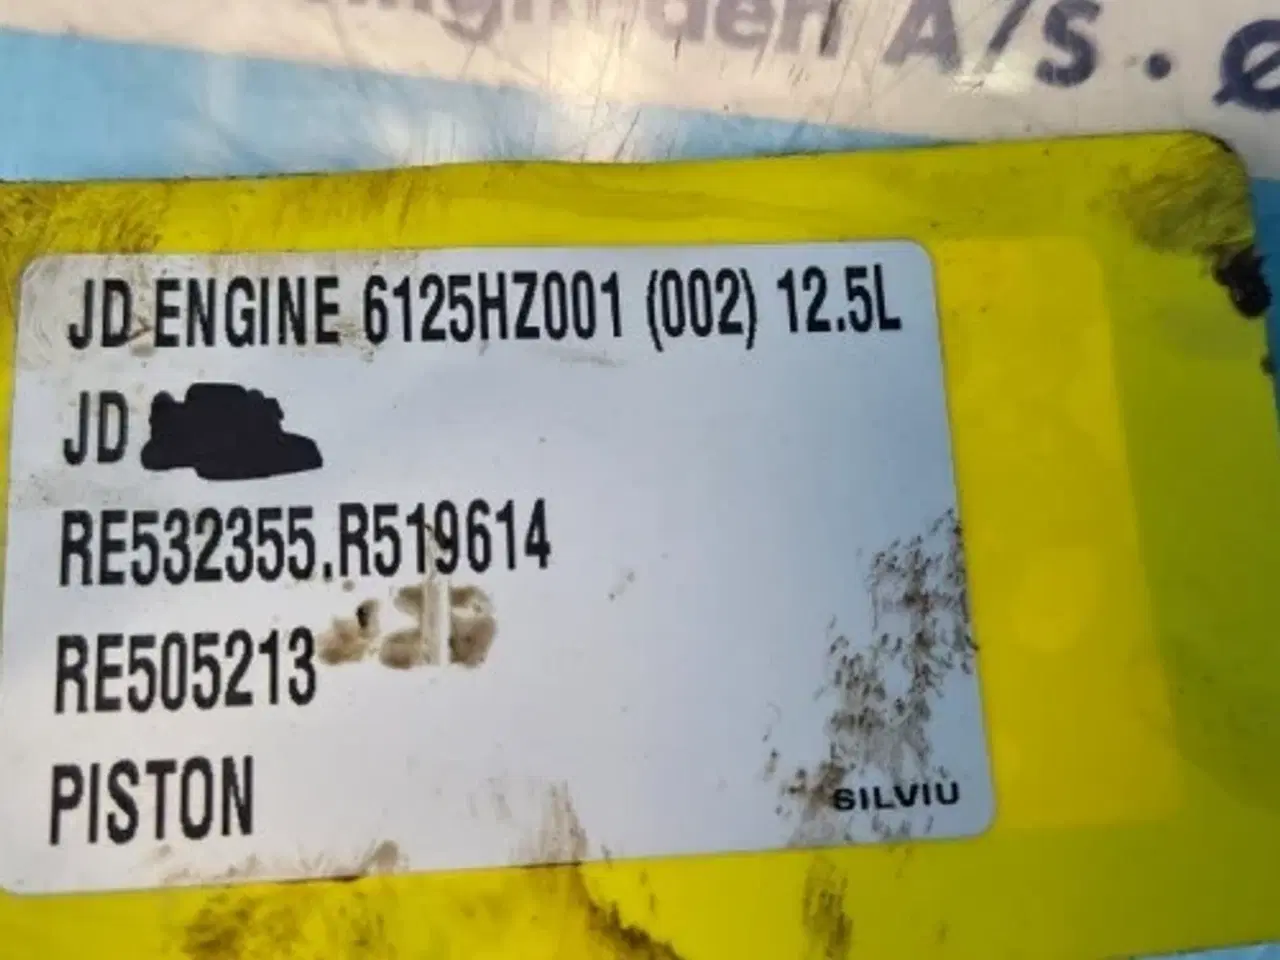 A/S · Ø
JD ENGINE 6125HZ001 (002) 12.5L
JD
RE532355.R519614
RE505213
PISTON
SILVIU